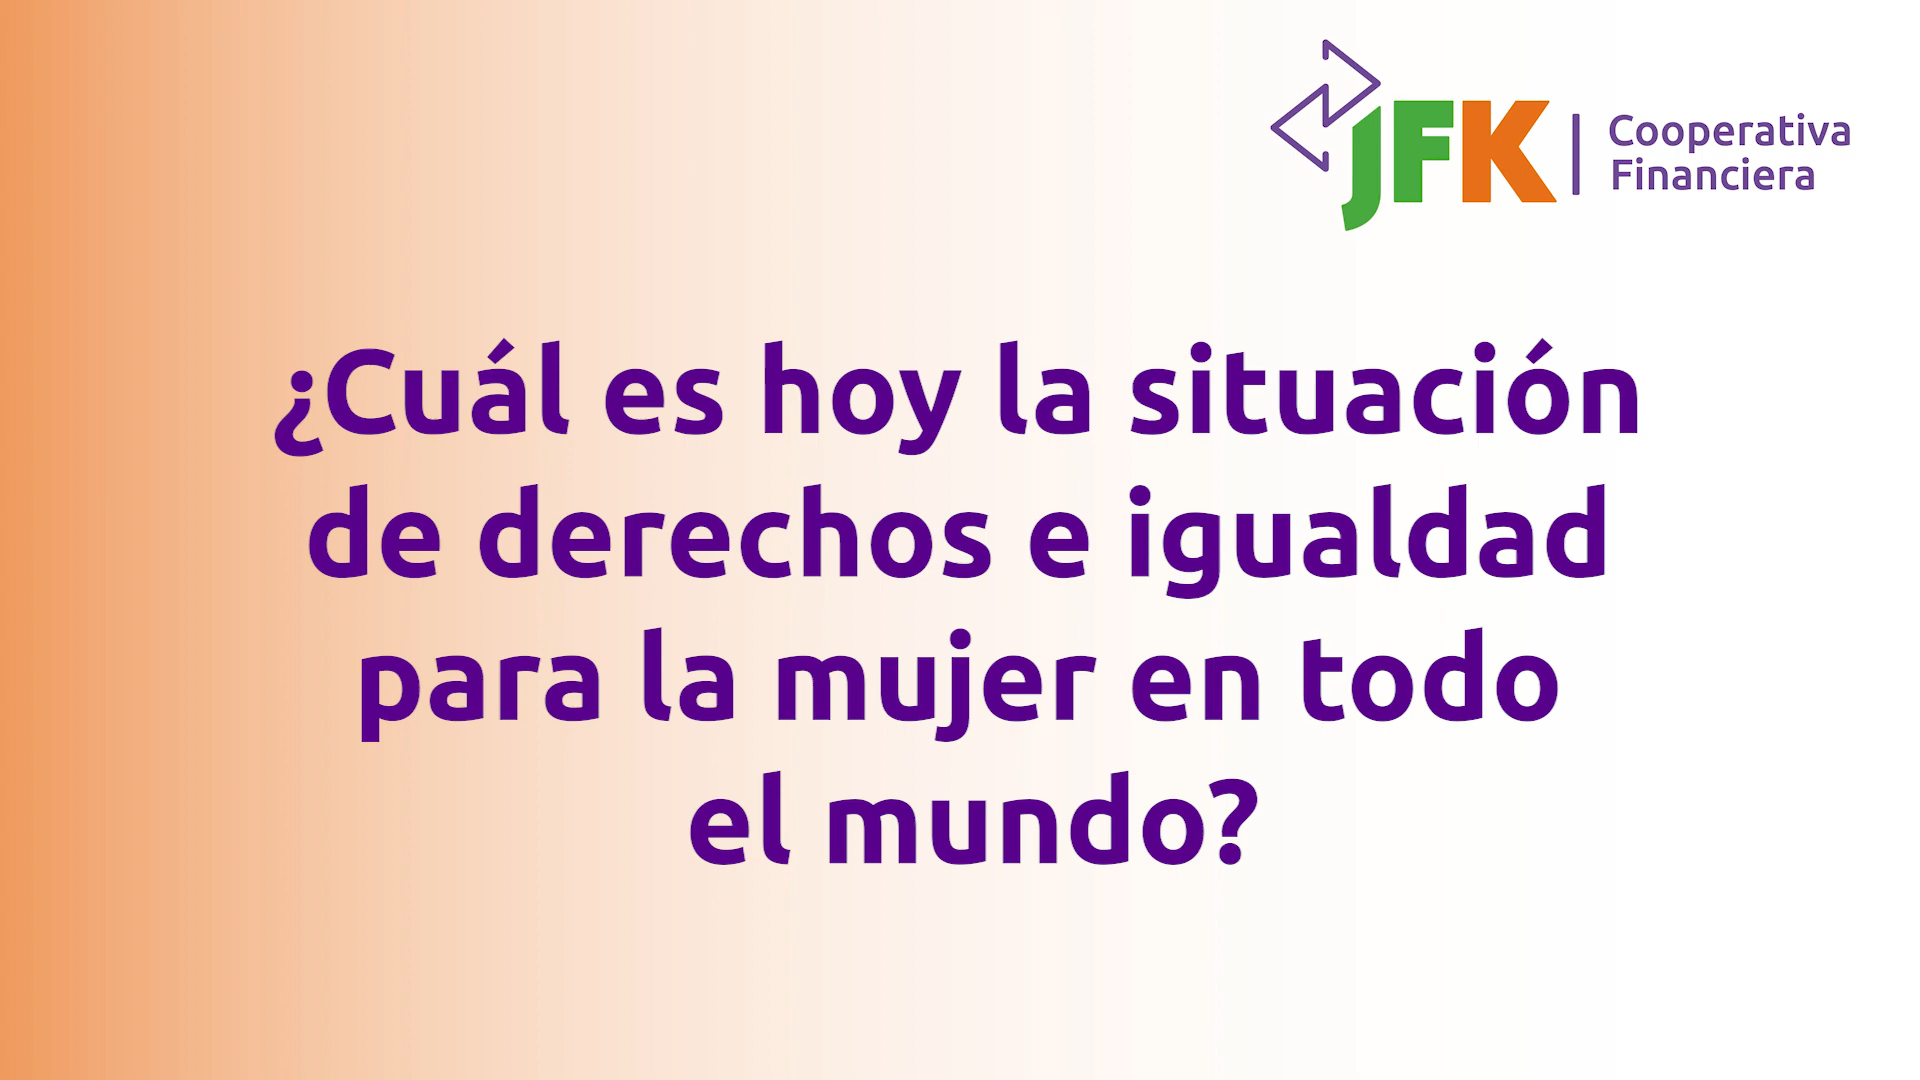 JFK
Cooperativa
Financiera
¿Cuál es hoy la situación
de derechos e igualdad
para la mujer en todo
el mundo?